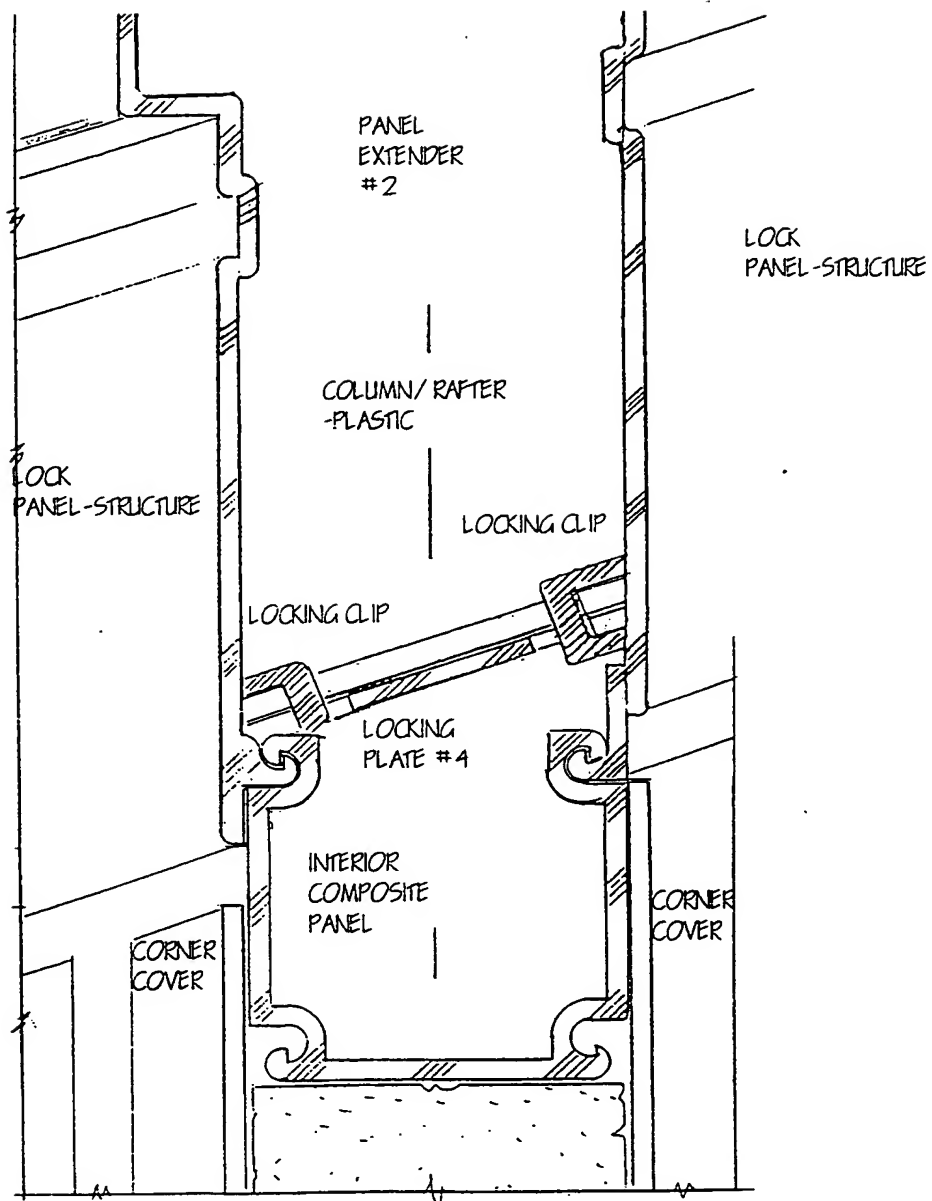 PANEL
EXTENDER
#2
LOCK
PANEL-STRUCTURE
COLUMN/ RAFTER
-PLASTIC
LOCK
PANEL-STRUCTURE
LOCKING CLIP
LOCKING CLIP
LOCKING
PLATE #4
INTERIOR
COMPOSITE
PANEL
CORNER
COVER
CORNER
COVER